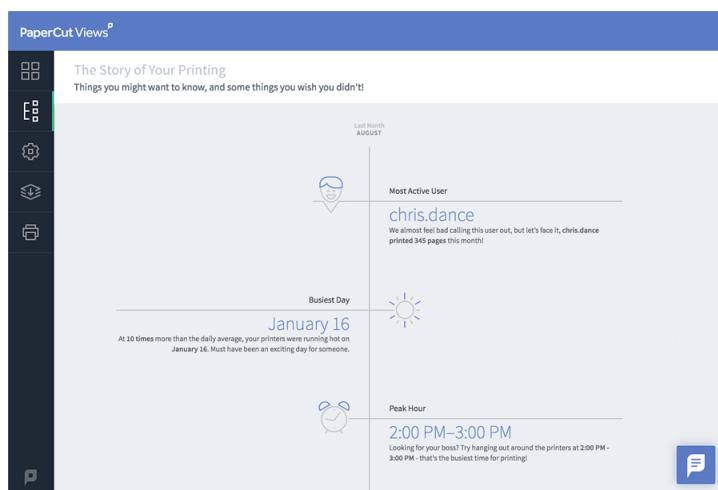 PaperCut Views
The Story of Your Printing
Things you might want to know, and some things you wish you didn't!
Last Month
AUGUST
Most Active User
chris.dance
We almost feel bad calling this user out, but let's face it, chris.dance
printed 345 pages this month!
Busiest Day
January 16
At 10 times more than the daily average, your printers were running hot on
January 16. Must have been an exciting day for someone.
Peak Hour
2:00 PM–3:00 PM
Looking for your boss? Try hanging out around the printers at 2:00 PM -
3:00 PM - that's the busiest time for printing!